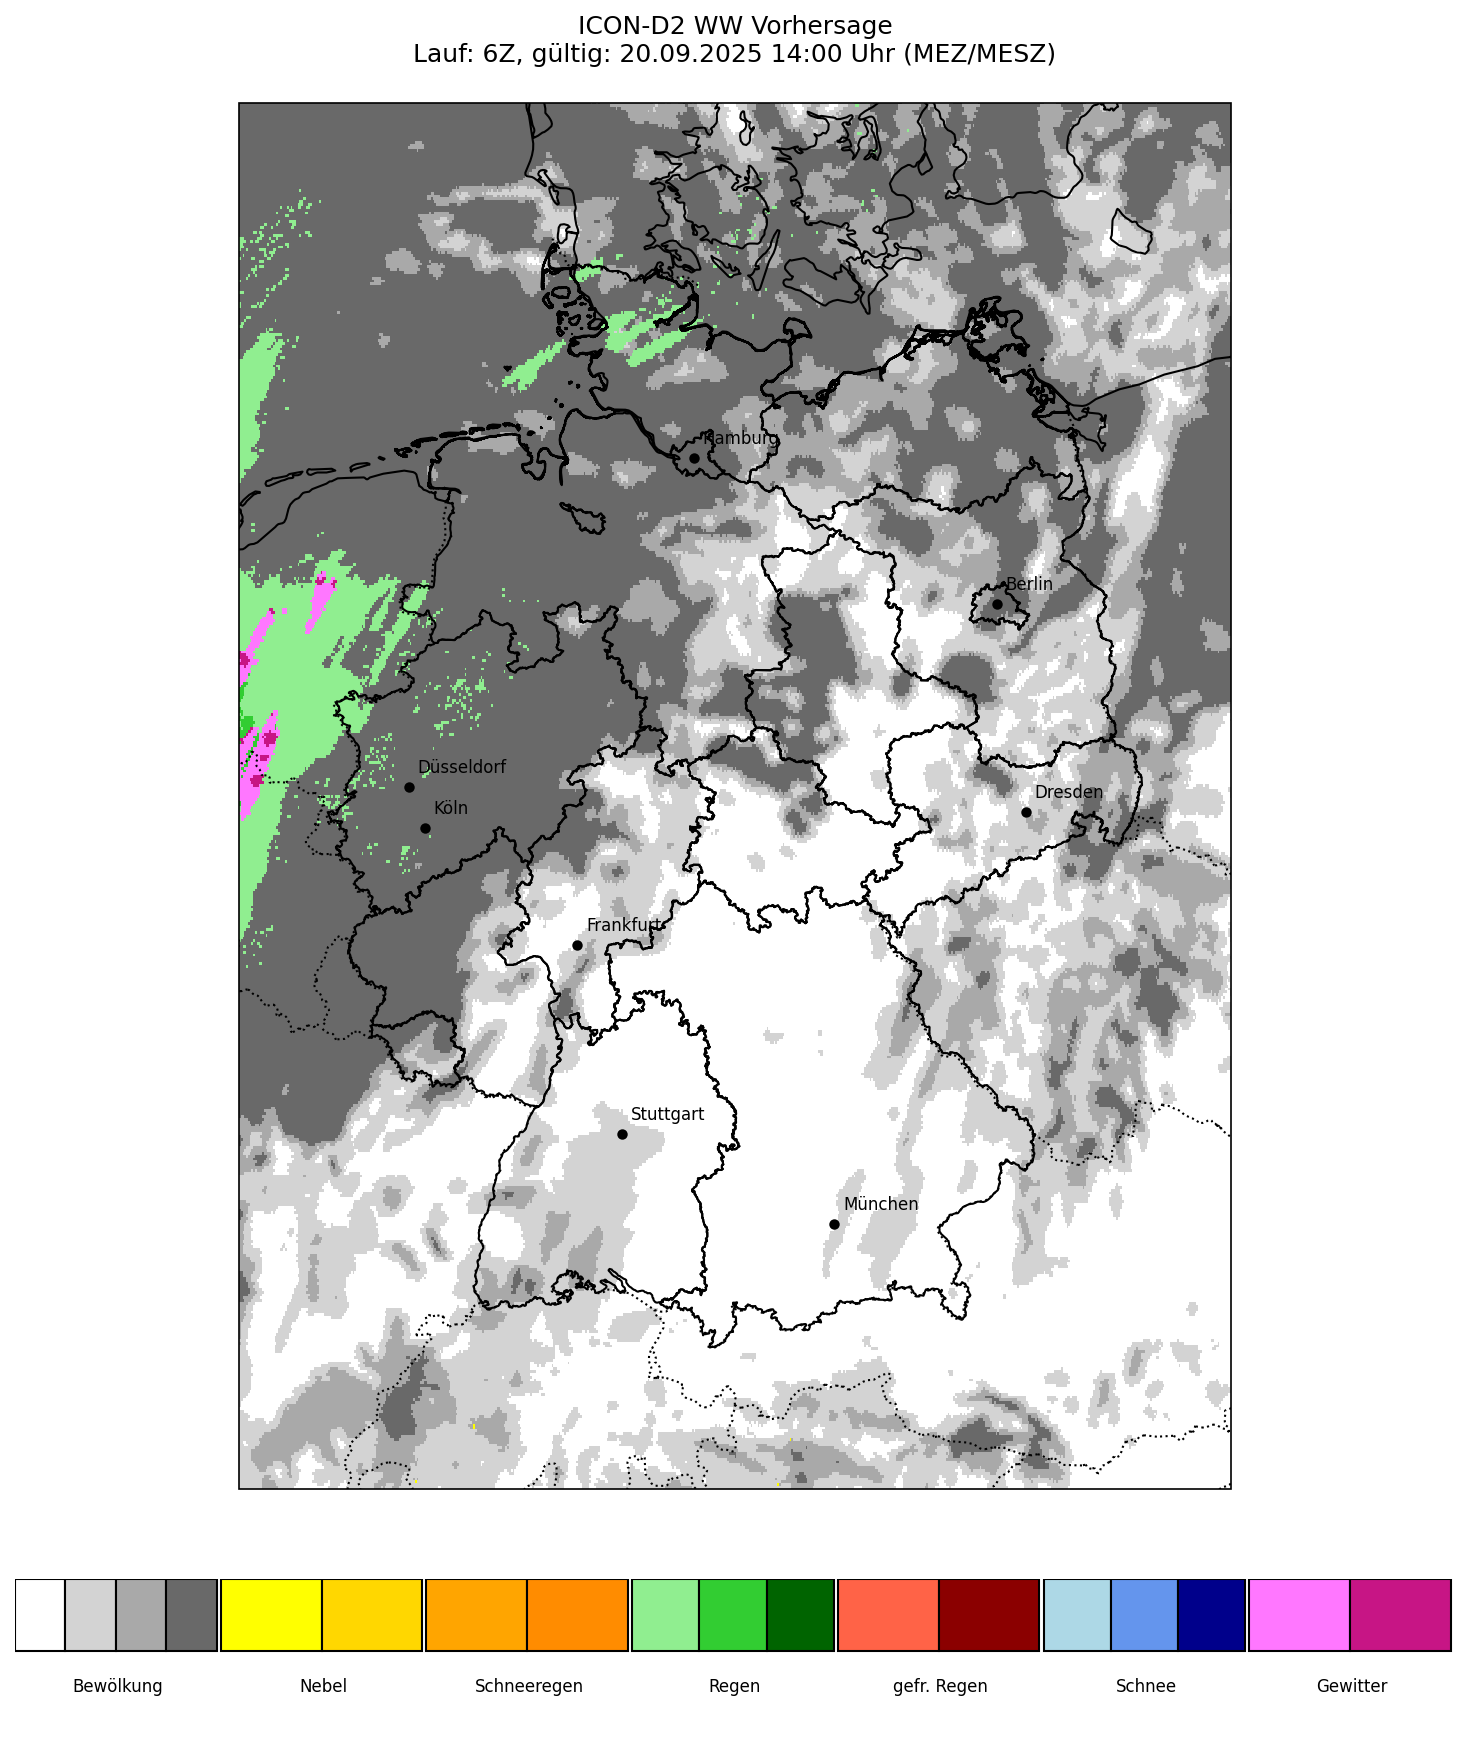 ICON-D2 WW Vorhersage
Lauf: 6Z, gültig: 20.09.2025 14:00 Uhr (MEZ/MESZ)
Hamburg
Berlin
Düsseldorf
Dresden
Köln
Frankfurt
Stuttgart
München
Bewölkung
Nebel
Schneeregen
Regen
gefr. Regen
Schnee
Gewitter